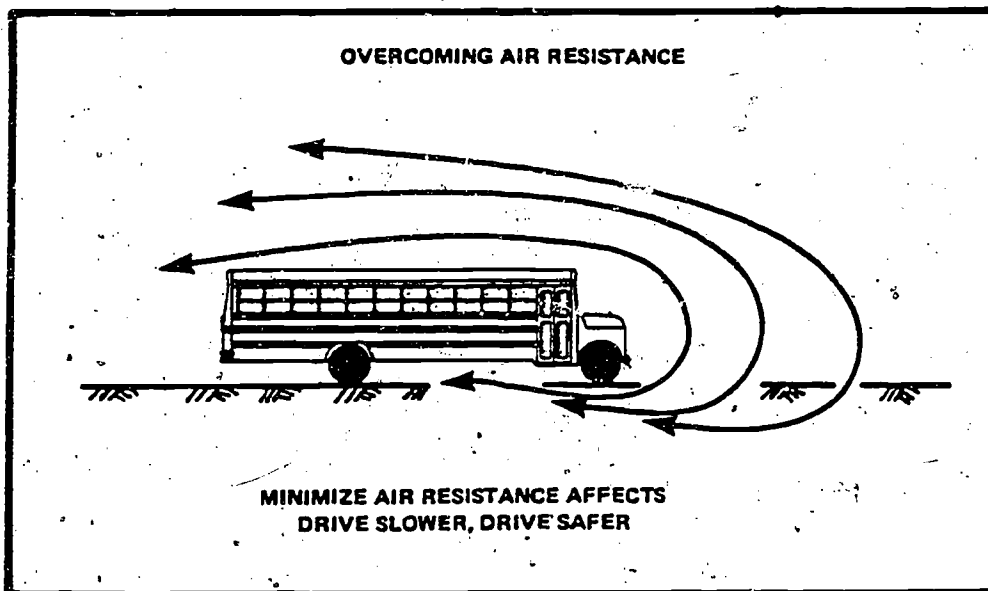 OVERCOMING AIR RESISTANCE
MINIMIZE AIR RESISTANCE AFFECTS
DRIVE SLOWER, DRIVE SAFER